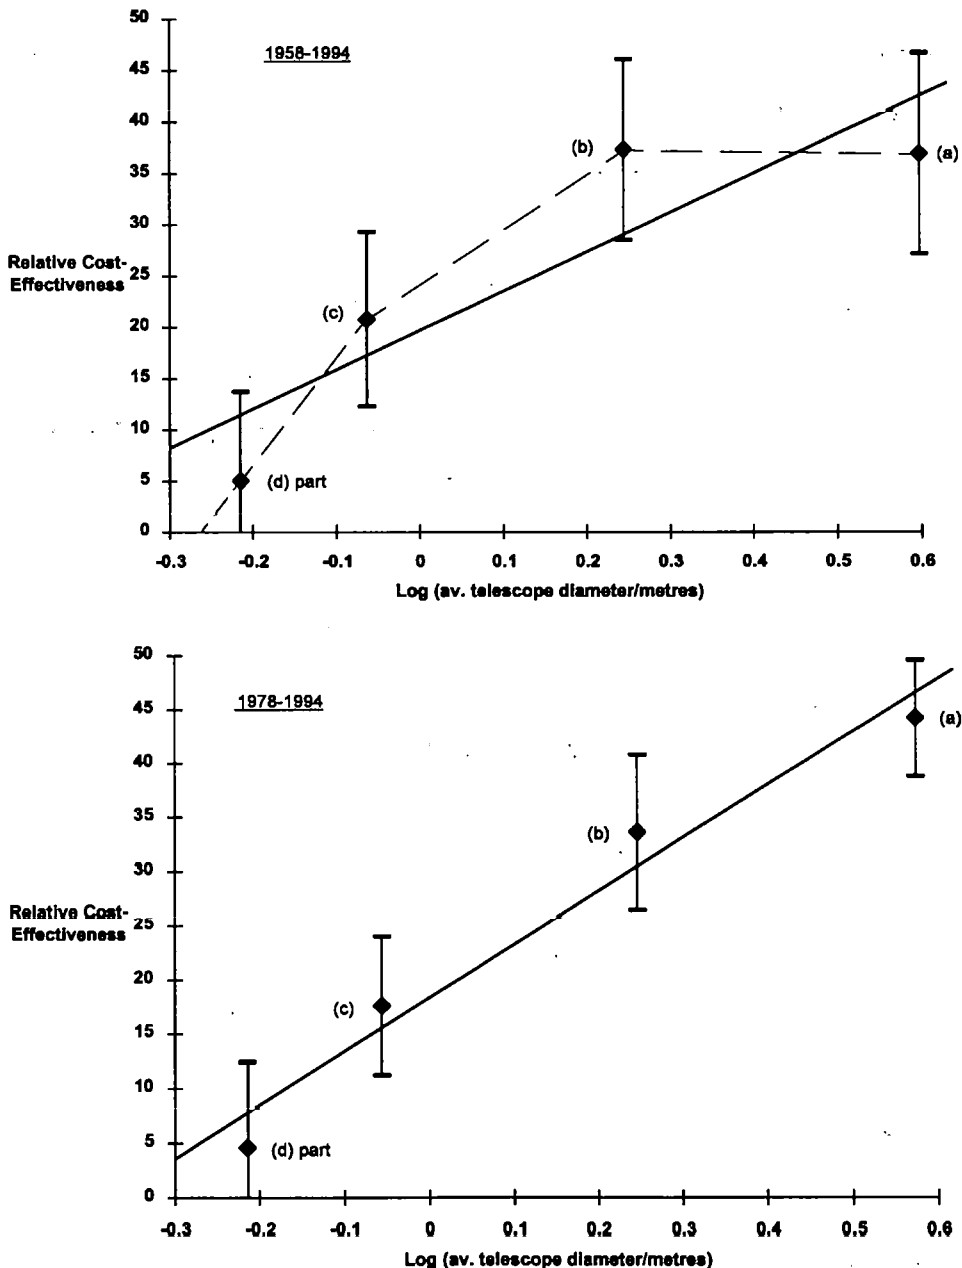 50
1958-1994
45
40
(b)
(a)
35
30
Relative Cost-
Effectiveness
25
(c)
20
15
10
(d) part
5
0
-0.3 -0.2 -0.1 0 0.1 0.2 0.3 0.4 0.5 0.6
Log (av. telescope diameter/metres)
50
1978-1994
45
(a)
40
35
(b)
30
Relative Cost-
Effectiveness
25
20
(c)
15
10
(d) part
5
0
-0.3 -0.2 -0.1 0 0.1 0.2 0.3 0.4 0.5 0.6
Log (av. telescope diameter/metres)